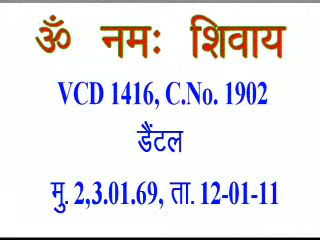 ॐ नमः शिवाय
VCD 1416, C.No. 1902
डैंटल
मु. 2,3.01.69, ता. 12-01-11